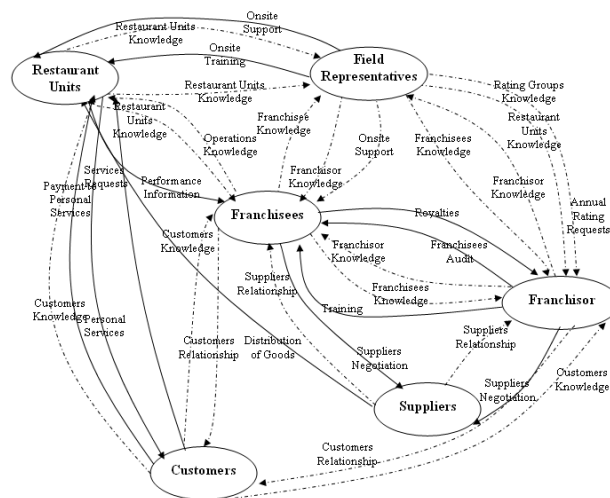 Onsite
Support
Restaurant Units
Knowledge
Onsite
Training
Field
Representatives
Restaurant
Units
Restaurant Units
Knowledge
Rating Groups
Knowledge
Restaurant
Units
Knowledge
Operations
Knowledge
Franchisee
Knowledge
Onsite
Support
Franchisees
Knowledge
Restaurant
Units
Knowledge
Services
Requests
Payment to
Personal
Services
Performance
Information
Franchisor
Knowledge
Franchisor
Knowledge
Annual
Rating
Requests
Franchisees
Royalties
Customers
Knowledge
Franchisor
Knowledge
Franchisees
Audit
Suppliers
Relationship
Franchisees
Knowledge
Franchisor
Customers
Knowledge
Personal
Services
Training
Customers
Relationship
Distribution
of Goods
Suppliers
Relationship
Suppliers
Negotiation
Suppliers
Negotiation
Customers
Knowledge
Suppliers
Customers
Relationship
Customers